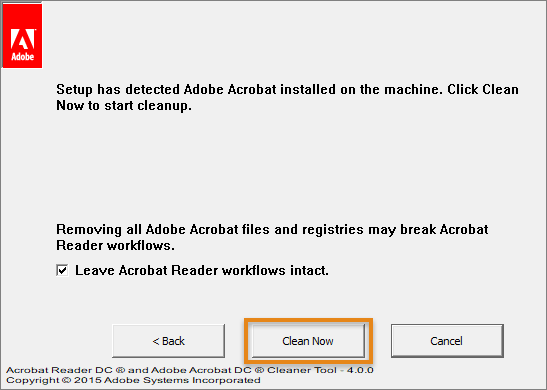 Adobe
Setup has detected Adobe Acrobat installed on the machine. Click Clean
Now to start cleanup.
Removing all Adobe Acrobat files and registries may break Acrobat
Reader workflows.
Leave Acrobat Reader workflows intact.
< Back
Clean Now
Cancel
Acrobat Reader DC ® and Adobe Acrobat DC ® Cleaner Tool - 4.0.0
Copyright © 2015 Adobe Systems Incorporated